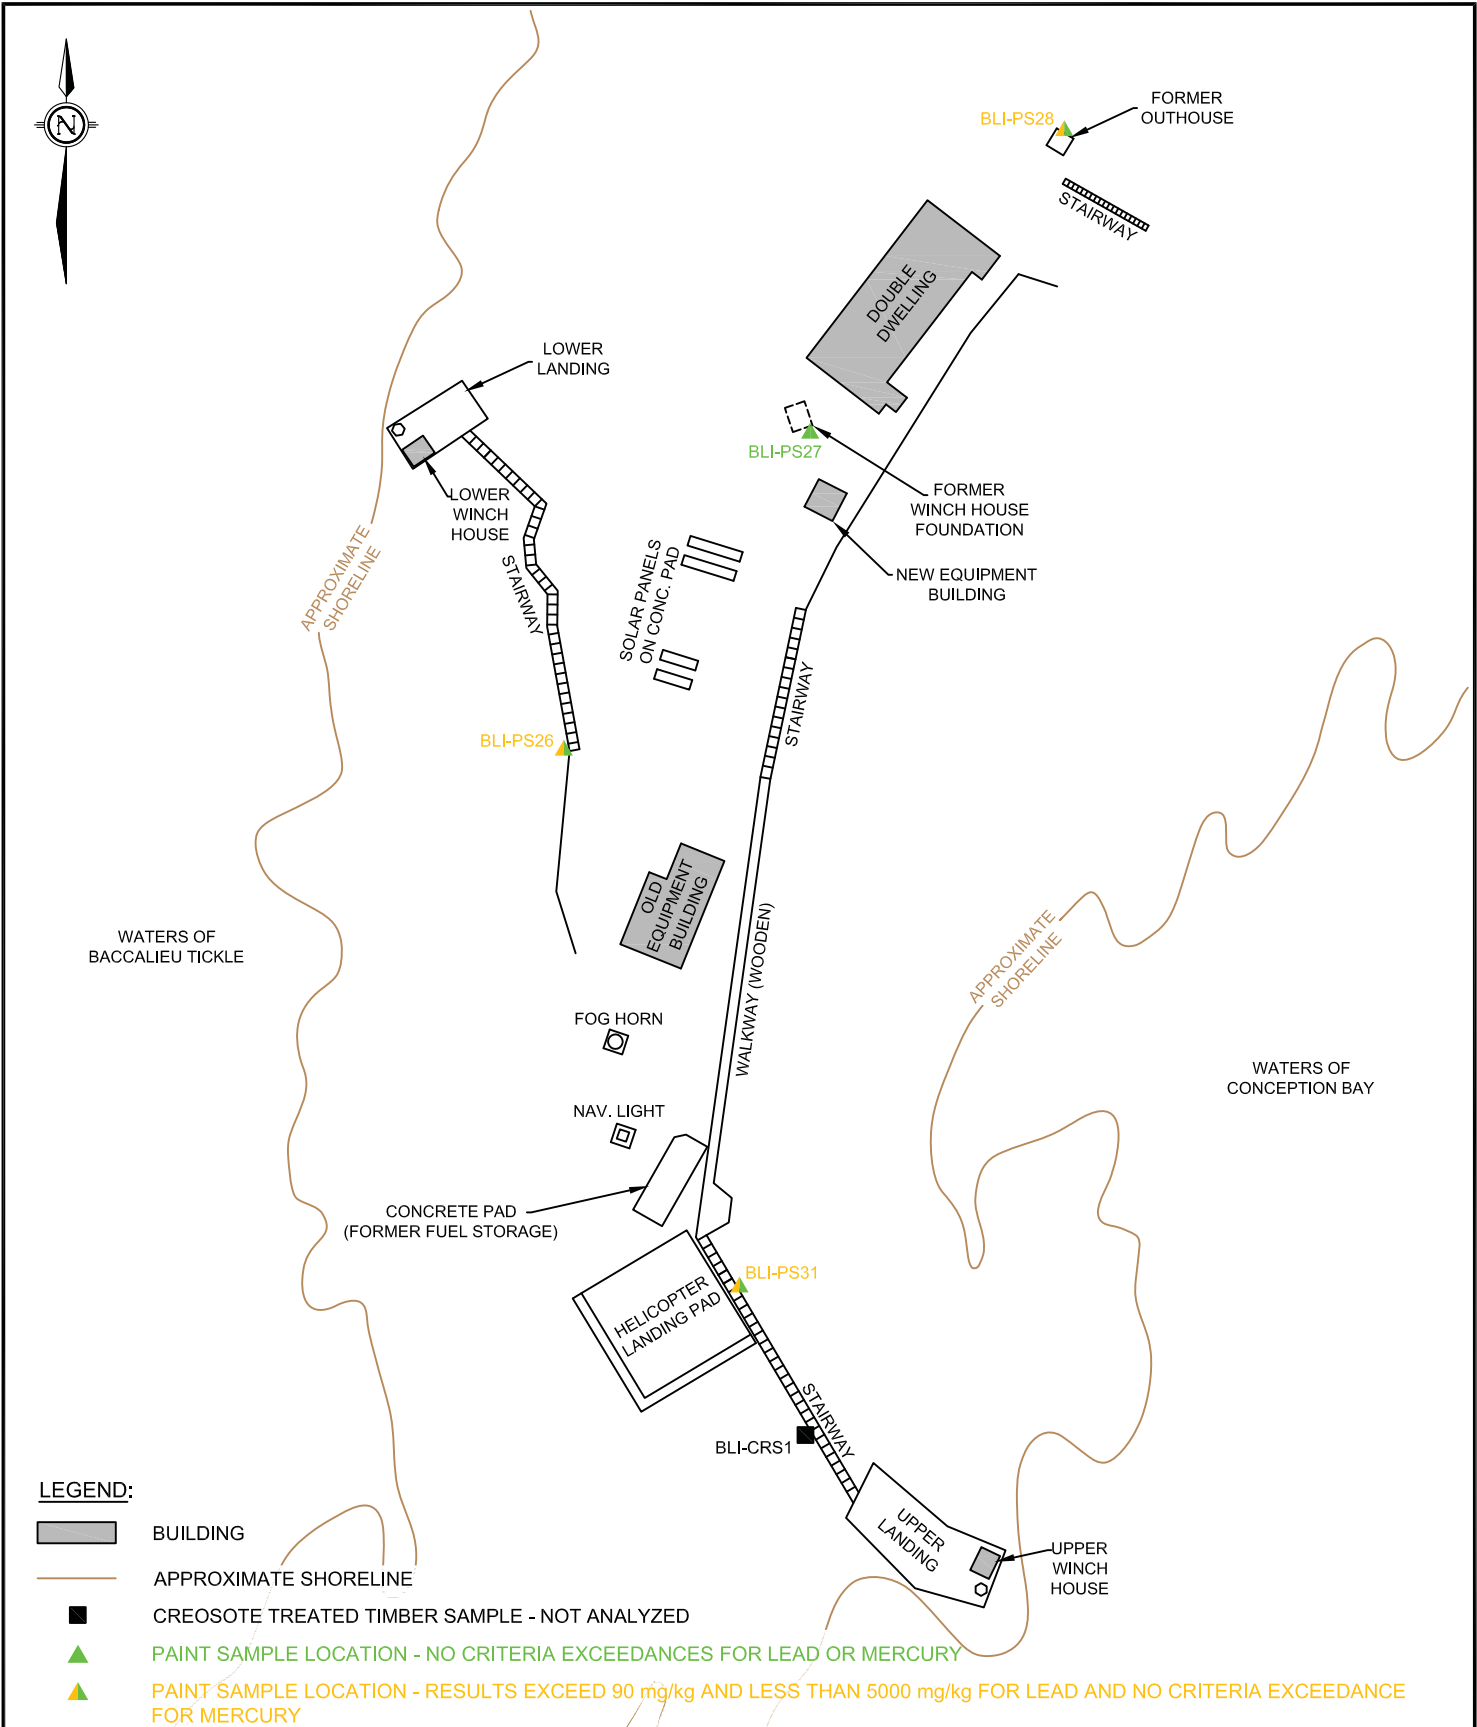 N
BLI-PS28
FORMER
OUTHOUSE
STAIRWAY
DOUBLE
DWELLING
LOWER
LANDING
BLI-PS27
LOWER
WINCH
HOUSE
FORMER
WINCH HOUSE
FOUNDATION
APPROXIMATE
SHORELINE
STAIRWAY
SOLAR PANELS
ON CONC. PAD
NEW EQUIPMENT
BUILDING
STAIRWAY
BLI-PS26
OLD
EQUIPMENT
BUILDING
WATERS OF
BACCALIEU TICKLE
WALKWAY (WOODEN)
APPROXIMATE
SHORELINE
FOG HORN
WATERS OF
CONCEPTION BAY
NAV. LIGHT
CONCRETE PAD
(FORMER FUEL STORAGE)
BLI-PS31
HELICOPTER
LANDING PAD
STAIRWAY
BLI-CRS1
UPPER
LANDING
UPPER
WINCH
HOUSE
LEGEND:
BUILDING
APPROXIMATE SHORELINE
CREOSOTE TREATED TIMBER SAMPLE - NOT ANALYZED
PAINT SAMPLE LOCATION - NO CRITERIA EXCEEDANCES FOR LEAD OR MERCURY
PAINT SAMPLE LOCATION - RESULTS EXCEED 90 mg/kg AND LESS THAN 5000 mg/kg FOR LEAD AND NO CRITERIA EXCEEDANCE
FOR MERCURY